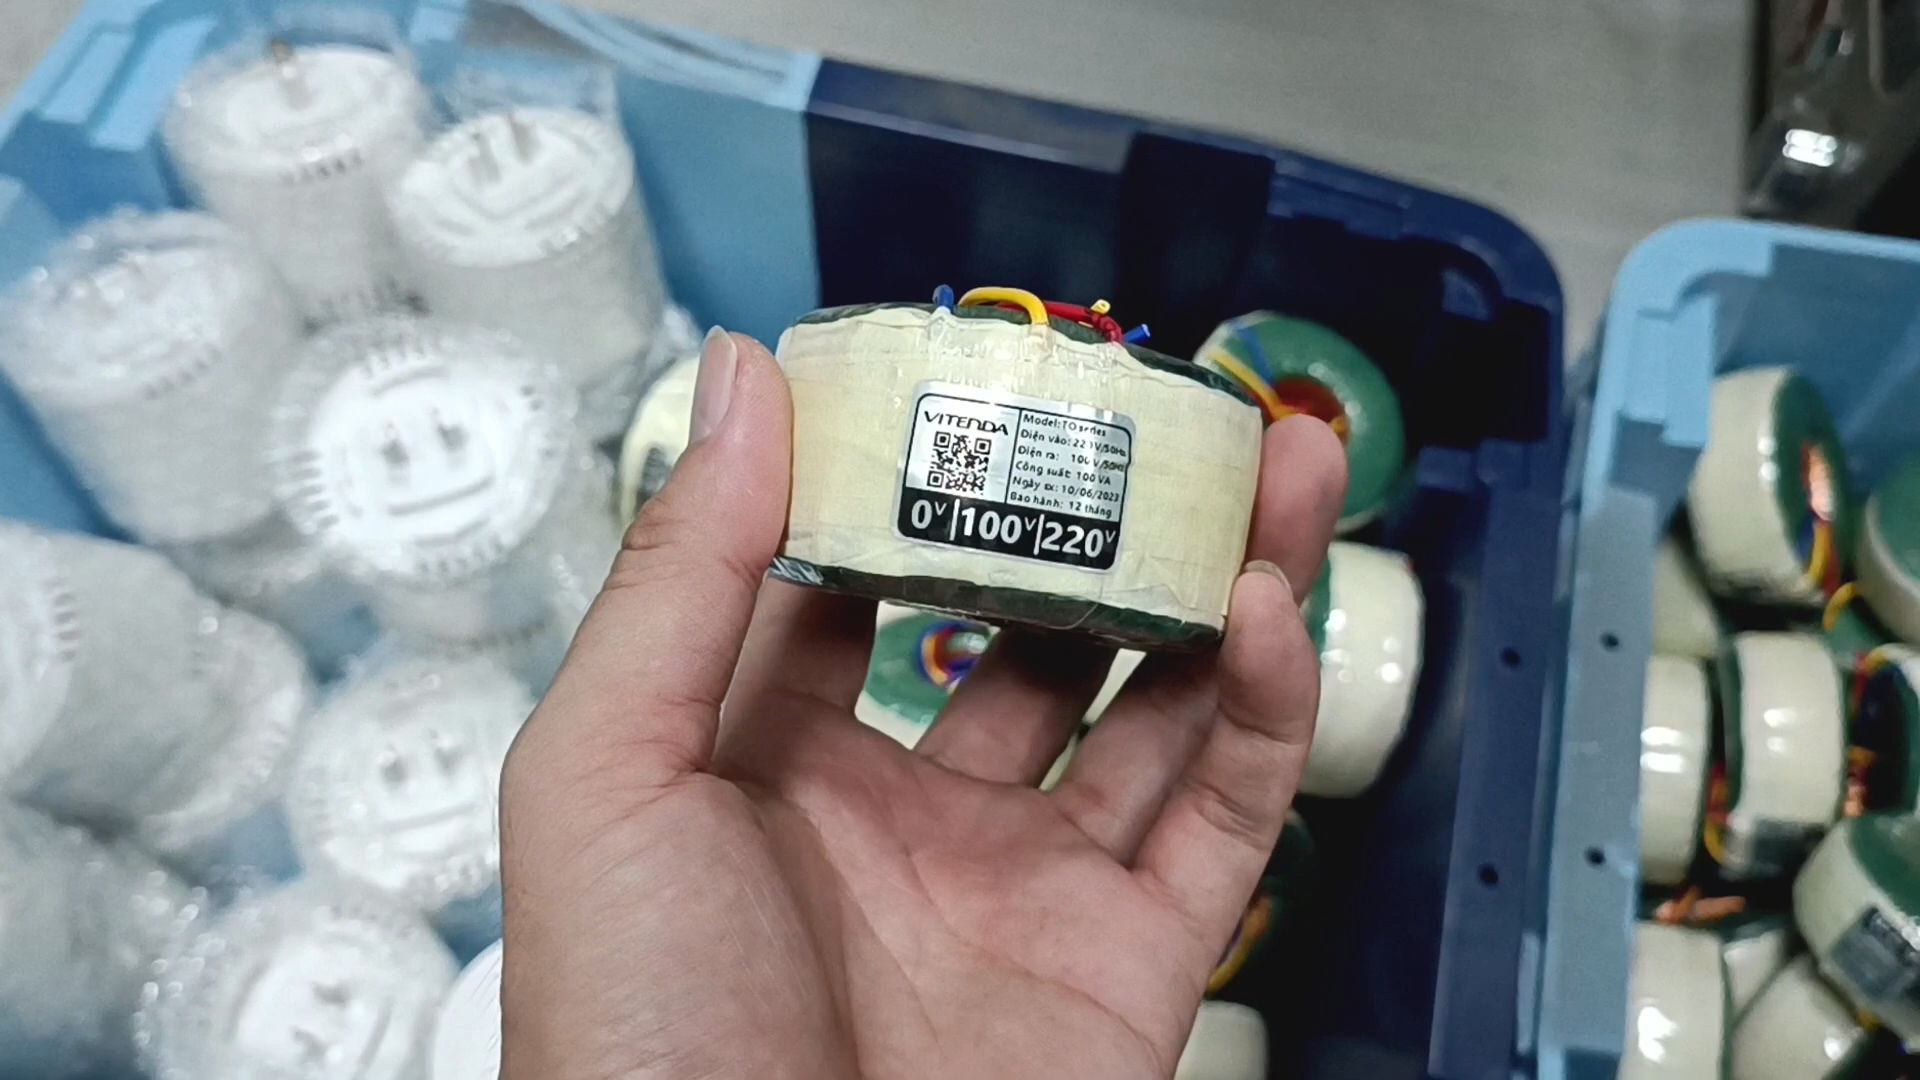 VITENDA
Model: TO series
Điện vào: 220V/50Hz
Điện ra: 100V/50Hz
Công suất: 100 VA
Ngày sx: 10/06/2023
Bảo hành: 12 tháng
0V|100V|220V